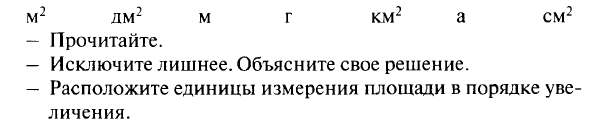 м² дм² м г км² а см²
— Прочитайте.
— Исключите лишнее. Объясните свое решение.
— Расположите единицы измерения площади в порядке уве-
личения.